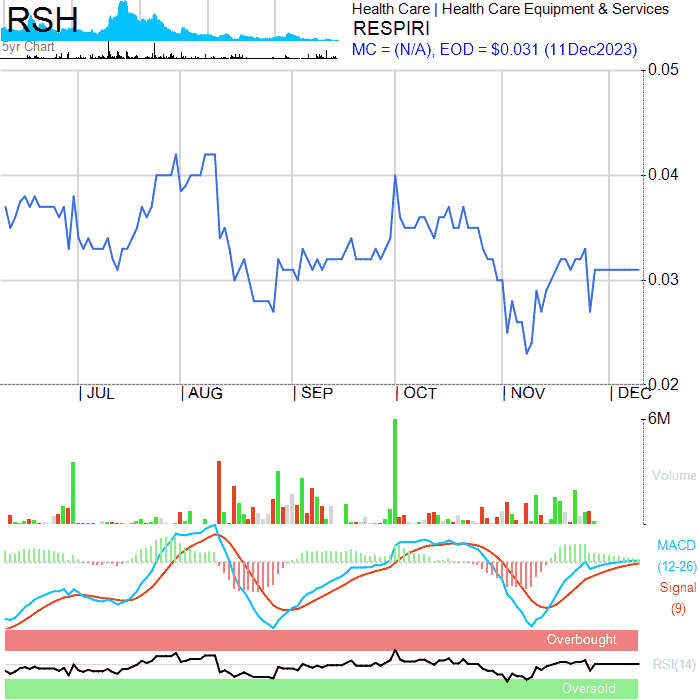 RSH
5yr Chart
Health Care | Health Care Equipment & Services
RESPIRI
MC = (N/A), EOD = $0.031 (11Dec2023)
0.05
0.04
0.03
0.02
JUL
AUG
SEP
OCT
NOV
DEC
6M
Volume
MACD
(12-26)
Signal
(9)
Overbought
RSI(14)
Oversold